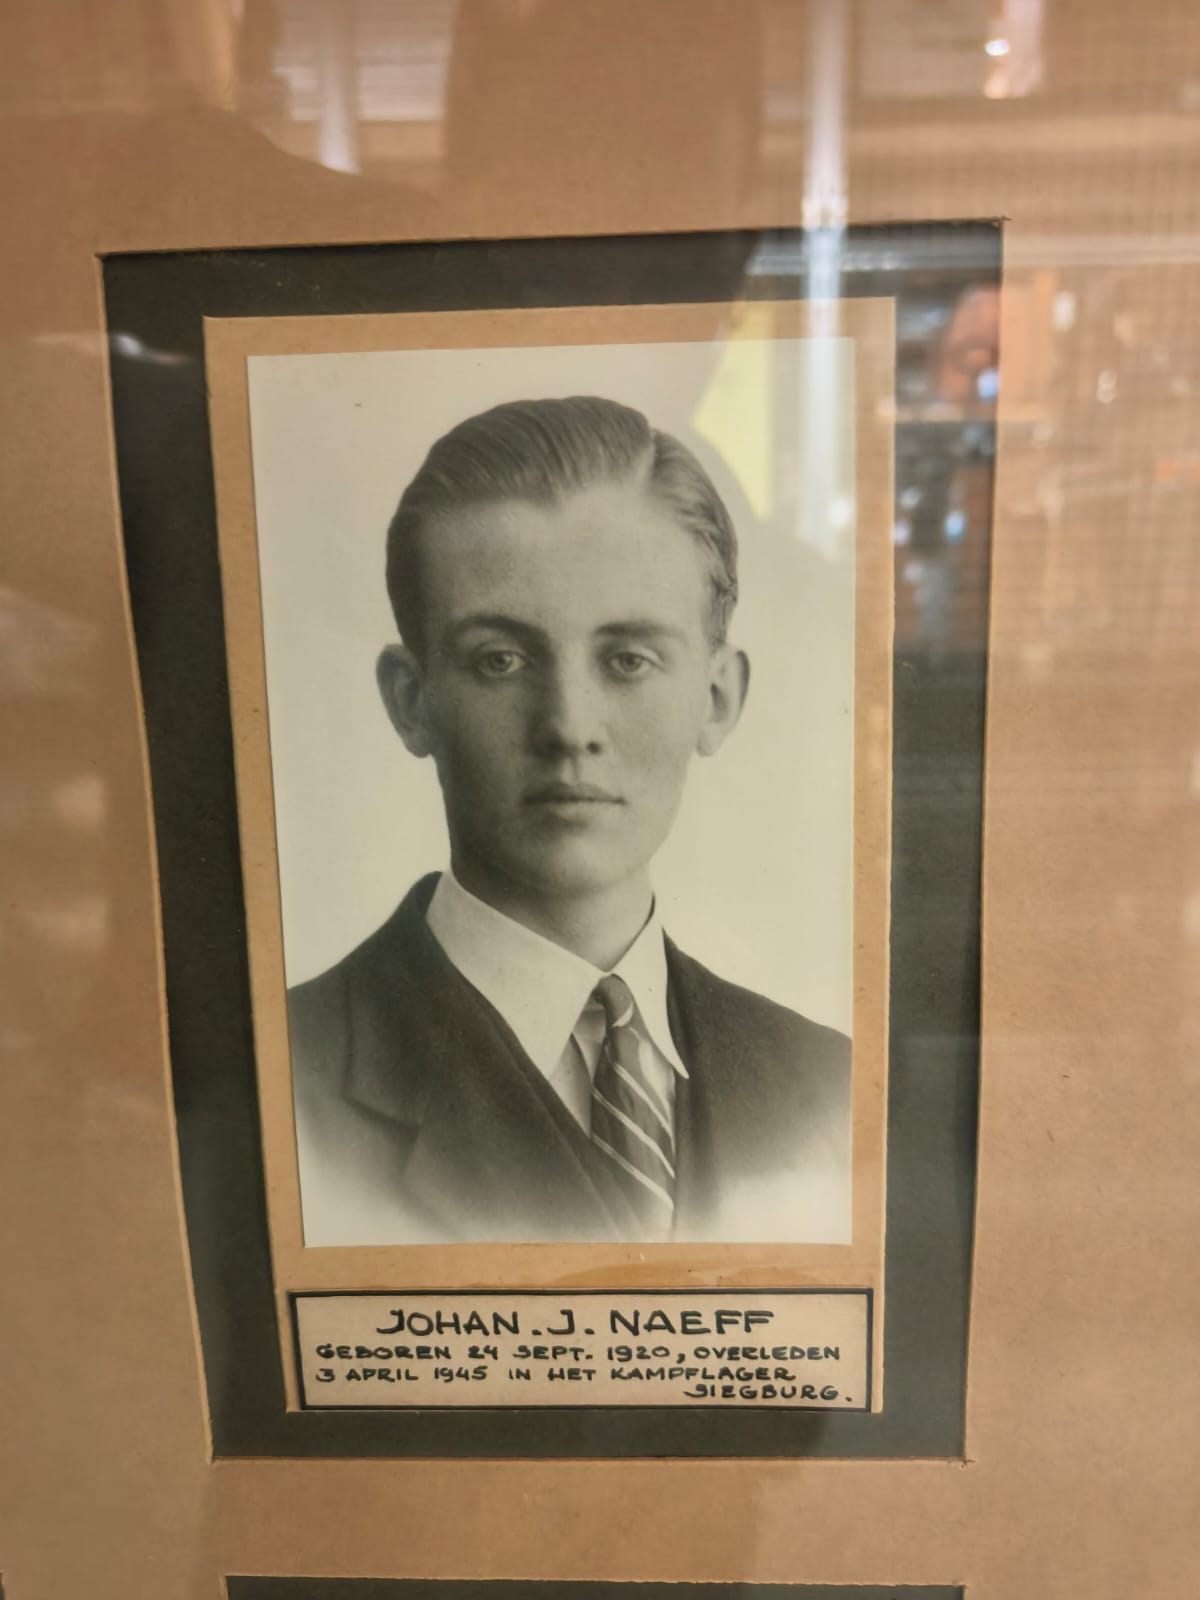 JOHAN.J. NAEFF
GEBOREN 24 SEPT. 1920, OVERLEDEN
3 APRIL 1945 IN HET KAMPFLAGER
SIEGBURG.